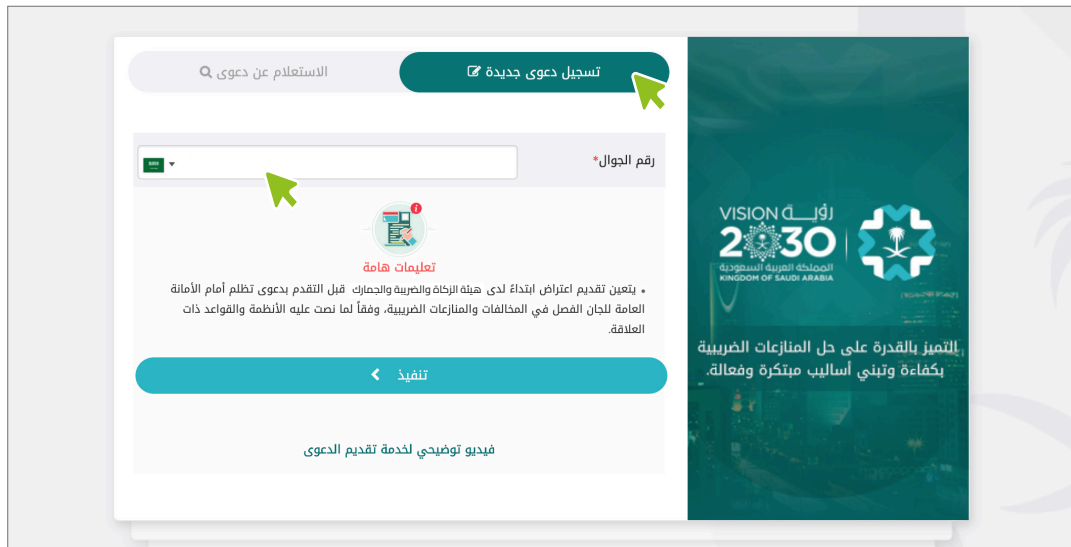 تسجيل دعوى جديدة
الاستعلام عن دعوى
رقم الجوال*
تعليمات هامة
• يتعين تقديم اعتراض ابتداءً لدى هيئة الزكاة والضريبة والجمارك قبل التقدم بدعوى تظلم أمام الأمانة
العامة للجان الفصل في المخالفات والمنازعات الضريبية، وفقاً لما نصت عليه الأنظمة والقواعد ذات
العلاقة.
تنفيذ
فيديو توضيحي لخدمة تقديم الدعوى
VISION رؤيــة
2030
المملكة العربية السعودية
KINGDOM OF SAUDI ARABIA
التميز بالقدرة على حل المنازعات الضريبية
بكفاءة وتبني أساليب مبتكرة وفعالة.